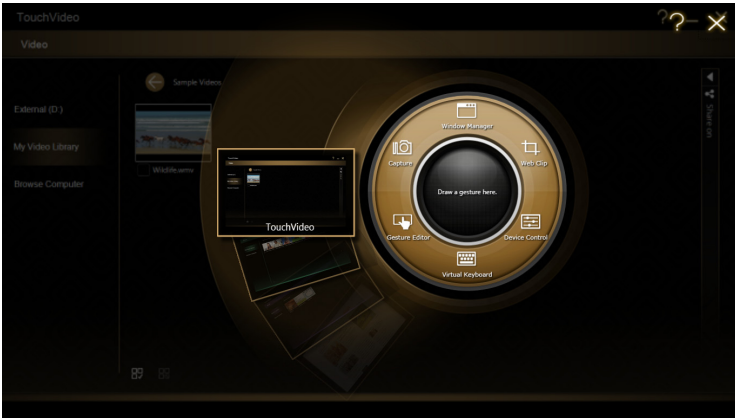 TouchVideo
Video
Sample Videos
External (D:)
My Video Library
Browse Computer
Wildlife.wmv
Share on
Window Manager
Capture
Web Clip
Draw a gesture here.
Gesture Editor
Device Control
Virtual Keyboard
TouchVideo